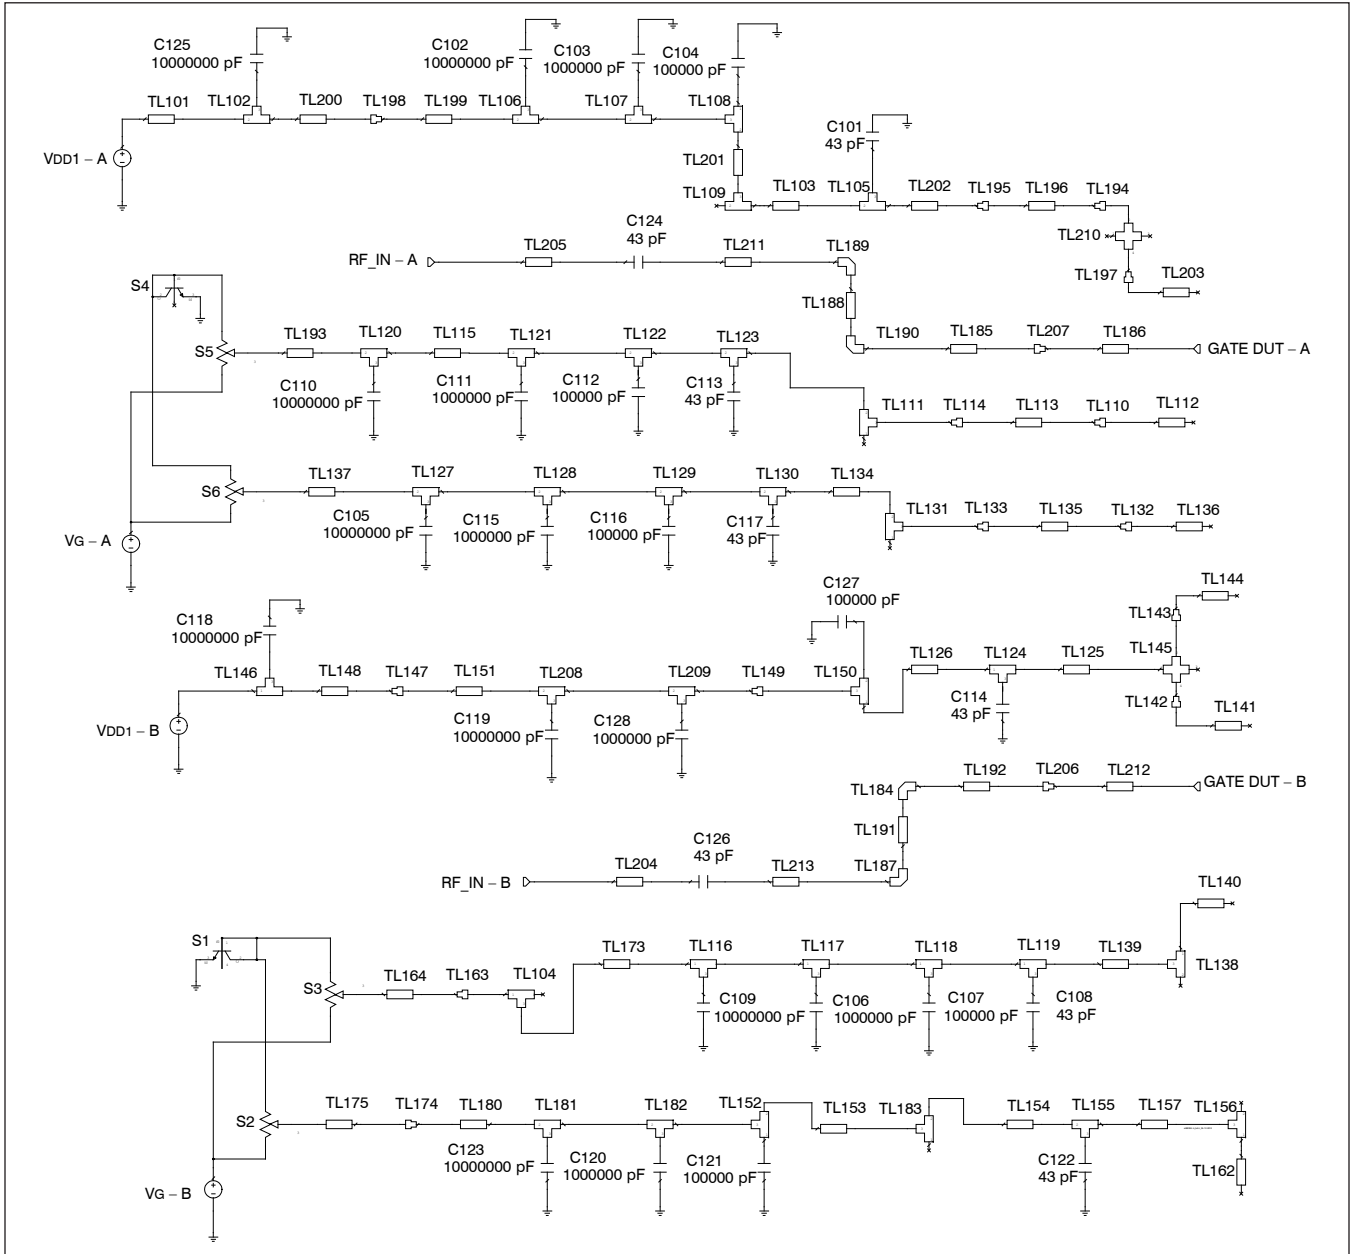 C125
10000000 pF
C102
10000000 pF
C103
1000000 pF
C104
100000 pF
TL101
TL102
TL200
TL198
TL199
TL106
TL107
TL108
VDD1 – A
C101
43 pF
TL201
TL109
TL103
TL105
TL202
TL195
TL196
TL194
TL210
TL197
TL203
RF_IN – A
TL205
C124
43 pF
TL211
TL189
TL188
TL190
TL185
TL207
TL186
GATE DUT – A
S4
S5
TL193
TL120
TL115
TL121
TL122
TL123
C110
10000000 pF
C111
1000000 pF
C112
100000 pF
C113
43 pF
TL111
TL114
TL113
TL110
TL112
S6
TL137
TL127
TL128
TL129
TL130
TL134
C105
10000000 pF
C115
1000000 pF
C116
100000 pF
C117
43 pF
TL131
TL133
TL135
TL132
TL136
VG – A
C118
10000000 pF
C127
100000 pF
TL144
TL143
TL146
TL148
TL147
TL151
TL208
TL209
TL149
TL150
TL126
TL124
TL125
TL145
VDD1 – B
C119
10000000 pF
C128
1000000 pF
C114
43 pF
TL142
TL141
TL184
TL192
TL206
TL212
GATE DUT – B
TL191
RF_IN – B
TL204
C126
43 pF
TL213
TL187
TL140
S1
S3
TL164
TL163
TL104
TL173
TL116
TL117
TL118
TL119
TL139
TL138
C109
10000000 pF
C106
1000000 pF
C107
100000 pF
C108
43 pF
S2
TL175
TL174
TL180
TL181
TL182
TL152
TL153
TL183
TL154
TL155
TL157
TL156
C123
10000000 pF
C120
1000000 pF
C121
100000 pF
C122
43 pF
TL162
VG – B